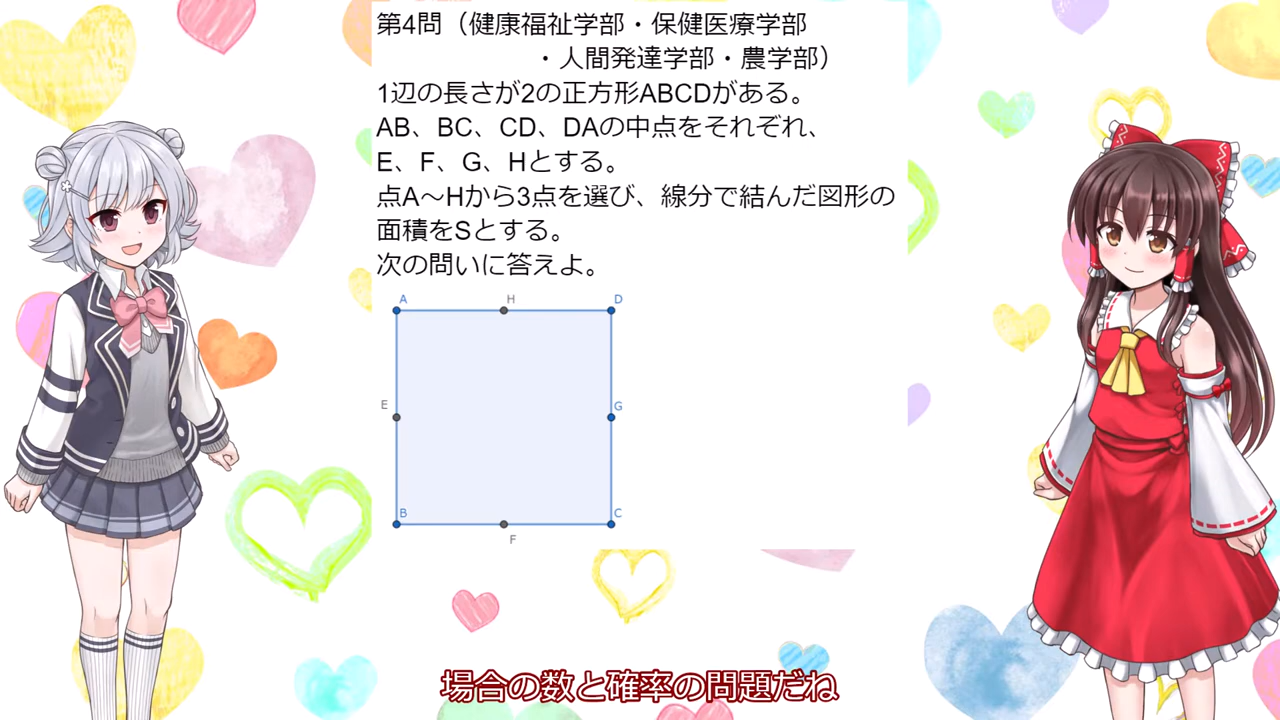 第4問（健康福祉学部・保健医療学部
・人間発達学部・農学部）
1辺の長さが2の正方形ABCDがある。
AB、BC、CD、DAの中点をそれぞれ、
E、F、G、Hとする。
点A～Hから3点を選び、線分で結んだ図形の
面積をSとする。
次の問いに答えよ。
A H D
E G
B C
F
場合の数と確率の問題だね